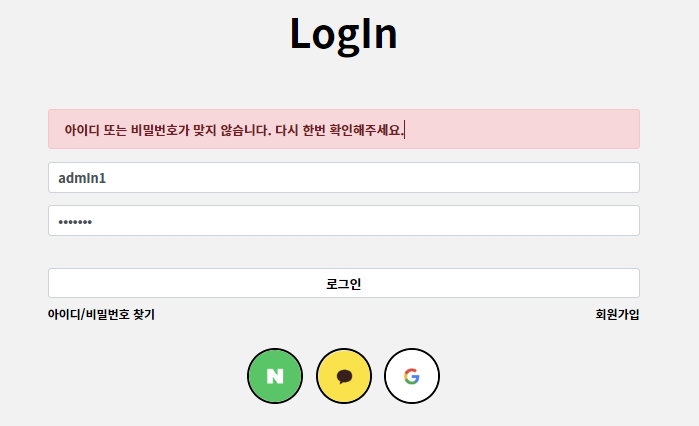 LogIn
아이디 또는 비밀번호가 맞지 않습니다. 다시 한번 확인해주세요.
admin1
•••••••
로그인
아이디/비밀번호 찾기
회원가입
N
G